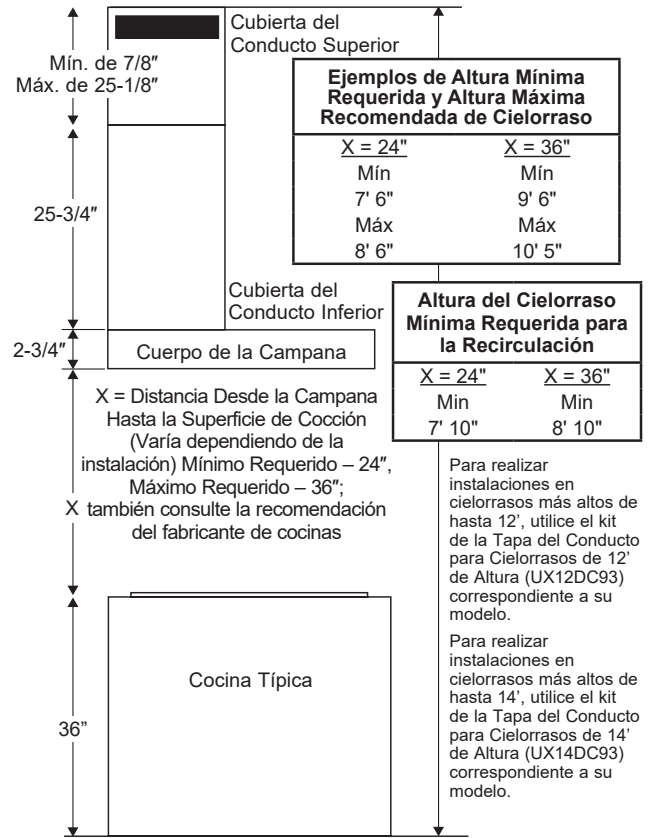 Cubierta del
Conducto Superior
Mín. de 7/8″
Máx. de 25-1/8″
Ejemplos de Altura Mínima
Requerida y Altura Máxima
Recomendada de Cielorraso
X = 24" X = 36"
Mín Mín
7' 6" 9' 6"
Máx Máx
8' 6" 10' 5"
25-3/4″
Cubierta del
Conducto Inferior
Altura del Cielorraso
Mínima Requerida para
la Recirculación
X = 24" X = 36"
Min Min
7' 10" 8' 10"
2-3/4″
Cuerpo de la Campana
X = Distancia Desde la Campana
Hasta la Superficie de Cocción
(Varía dependiendo de la
instalación) Mínimo Requerido – 24″,
Máximo Requerido – 36″;
también consulte la recomendación
del fabricante de cocinas
X
Para realizar
instalaciones en
cielorrasos más altos de
hasta 12’, utilice el kit
de la Tapa del Conducto
para Cielorrasos de 12’
de Altura (UX12DC93)
correspondiente a su
modelo.
Para realizar
instalaciones en
cielorrasos más altos de
hasta 14’, utilice el kit
de la Tapa del Conducto
para Cielorrasos de 14’
de Altura (UX14DC93)
correspondiente a su
modelo.
Cocina Típica
36”